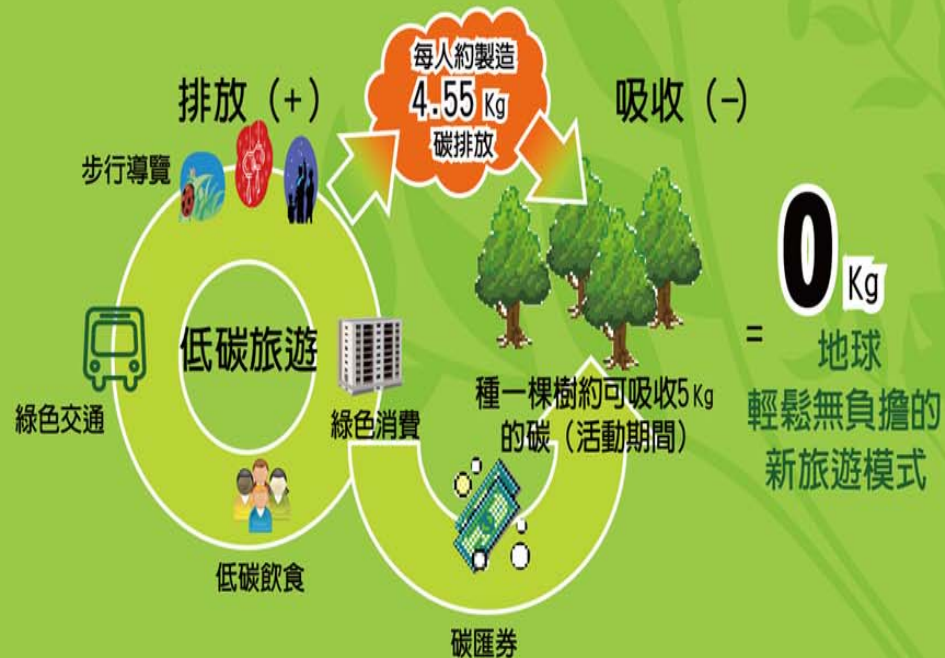 排放（+）
每人約製造
4.55 Kg
碳排放
吸收（-）
步行導覽
低碳旅遊
綠色交通
綠色消費
低碳飲食
種一棵樹約可吸收5Kg
的碳（活動期間）
碳匯券
=
0 Kg
地球
輕鬆無負擔的
新旅遊模式